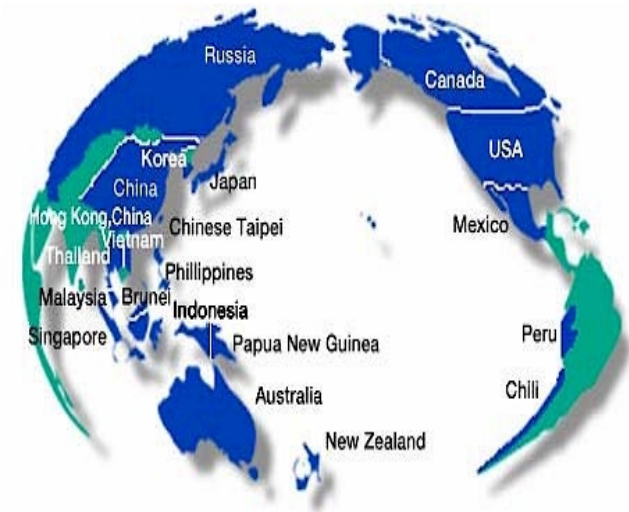 Russia
Canada
Korea
USA
China
Japan
Hong Kong,China
Chinese Taipei
Mexico
Vietnam
Thailand
Phillippines
Malaysia
Brunei
Indonesia
Singapore
Peru
Papua New Guinea
Chili
Australia
New Zealand